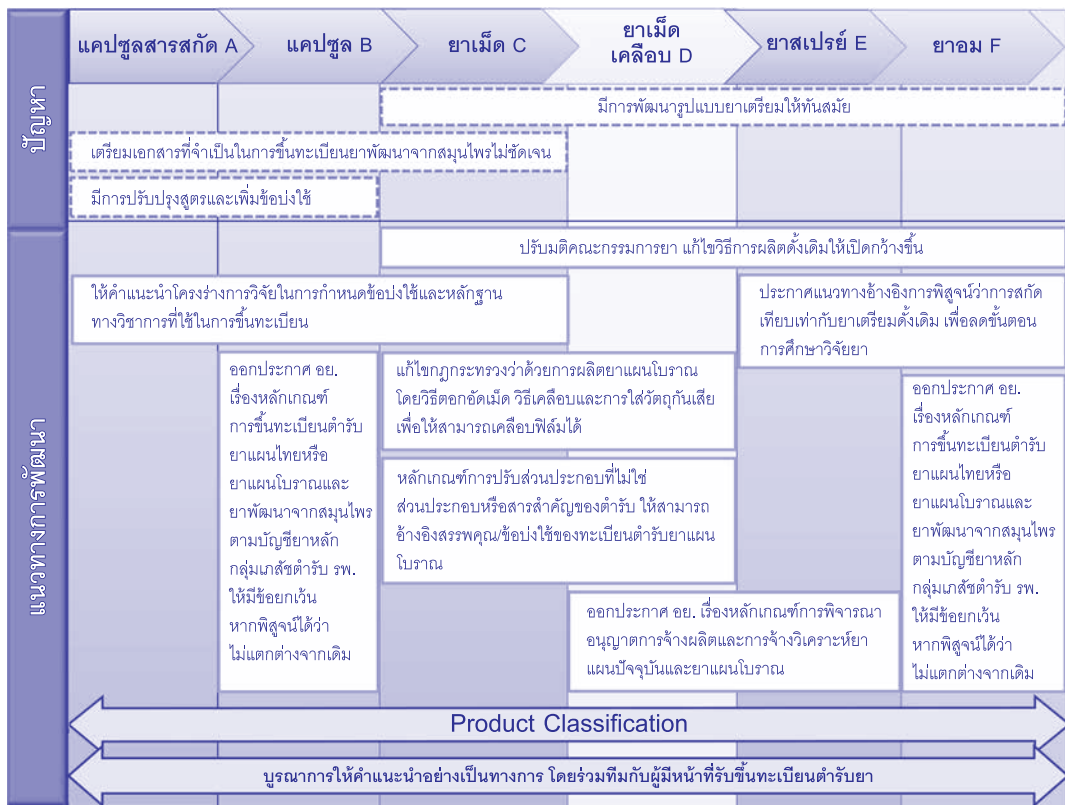 แคปซูลสารสกัด A
แคปซูล B
ยาเม็ด C
ยาเม็ด
เคลือบ D
ยาสเปรย์ E
ยาอม F
ปัญหา
มีการพัฒนารูปแบบยาเตรียมให้ทันสมัย
เตรียมเอกสารที่จำเป็นในการขึ้นทะเบียนยาพัฒนาจากสมุนไพรไม่ชัดเจน
มีการปรับปรุงสูตรและเพิ่มข้อบ่งใช้
แนวทางการพัฒนา
ปรับมติคณะกรรมการยา แก้ไขวิธีการผลิตดั้งเดิมให้เปิดกว้างขึ้น
ให้คำแนะนำโครงร่างการวิจัยในการกำหนดข้อบ่งใช้และหลักฐาน
ทางวิชาการที่ใช้ในการขึ้นทะเบียน
ประกาศแนวทางอ้างอิงการพิสูจน์ว่าการสกัด
เทียบเท่ากับยาเตรียมดั้งเดิม เพื่อลดขั้นตอน
การศึกษาวิจัยยา
ออกประกาศ อย.
เรื่องหลักเกณฑ์
การขึ้นทะเบียนตำรับ
ยาแผนไทยหรือ
ยาแผนโบราณและ
ยาพัฒนาจากสมุนไพร
ตามบัญชียาหลัก
กลุ่มเภสัชตำรับ รพ.
ให้มีข้อยกเว้น
หากพิสูจน์ได้ว่า
ไม่แตกต่างจากเดิม
แก้ไขกฎกระทรวงว่าด้วยการผลิตยาแผนโบราณ
โดยวิธีตอกอัดเม็ด วิธีเคลือบและการใส่วัตถุกันเสีย
เพื่อให้สามารถเคลือบฟิล์มได้
หลักเกณฑ์การปรับส่วนประกอบที่ไม่ใช่
ส่วนประกอบหรือสารสำคัญของตำรับ ให้สามารถ
อ้างอิงสรรพคุณ/ข้อบ่งใช้ของทะเบียนตำรับยาแผน
โบราณ
ออกประกาศ อย. เรื่องหลักเกณฑ์การพิจารณา
อนุญาตการจ้างผลิตและการจ้างวิเคราะห์ยา
แผนปัจจุบันและยาแผนโบราณ
ออกประกาศ อย.
เรื่องหลักเกณฑ์
การขึ้นทะเบียนตำรับ
ยาแผนไทยหรือ
ยาแผนโบราณและ
ยาพัฒนาจากสมุนไพร
ตามบัญชียาหลัก
กลุ่มเภสัชตำรับ รพ.
ให้มีข้อยกเว้น
หากพิสูจน์ได้ว่า
ไม่แตกต่างจากเดิม
Product Classification
บูรณาการให้คำแนะนำอย่างเป็นทางการ โดยร่วมทีมกับผู้มีหน้าที่รับขึ้นทะเบียนตำรับยา